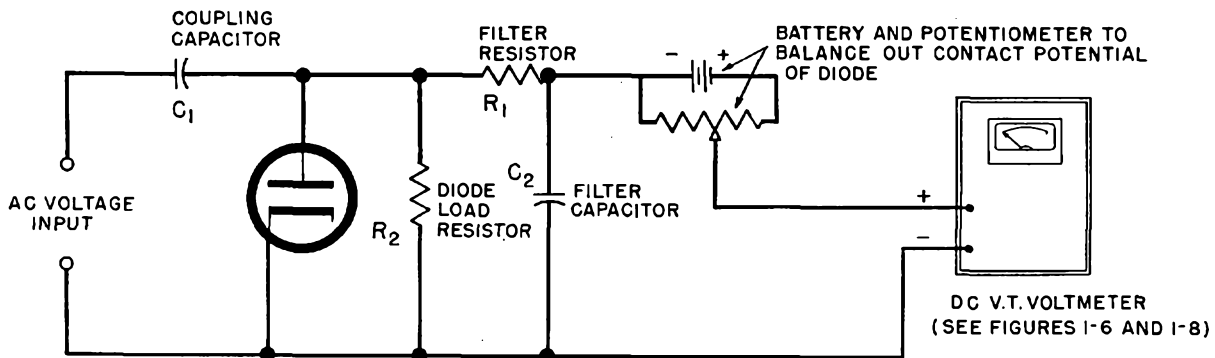 COUPLING
CAPACITOR
C1
AC VOLTAGE
INPUT
FILTER
RESISTOR
R1
R2
DIODE
LOAD
RESISTOR
C2
FILTER
CAPACITOR
- +
BATTERY AND POTENTIOMETER TO
BALANCE OUT CONTACT POTENTIAL
OF DIODE
+
-
DC V.T. VOLTMETER
(SEE FIGURES 1-6 AND 1-8)